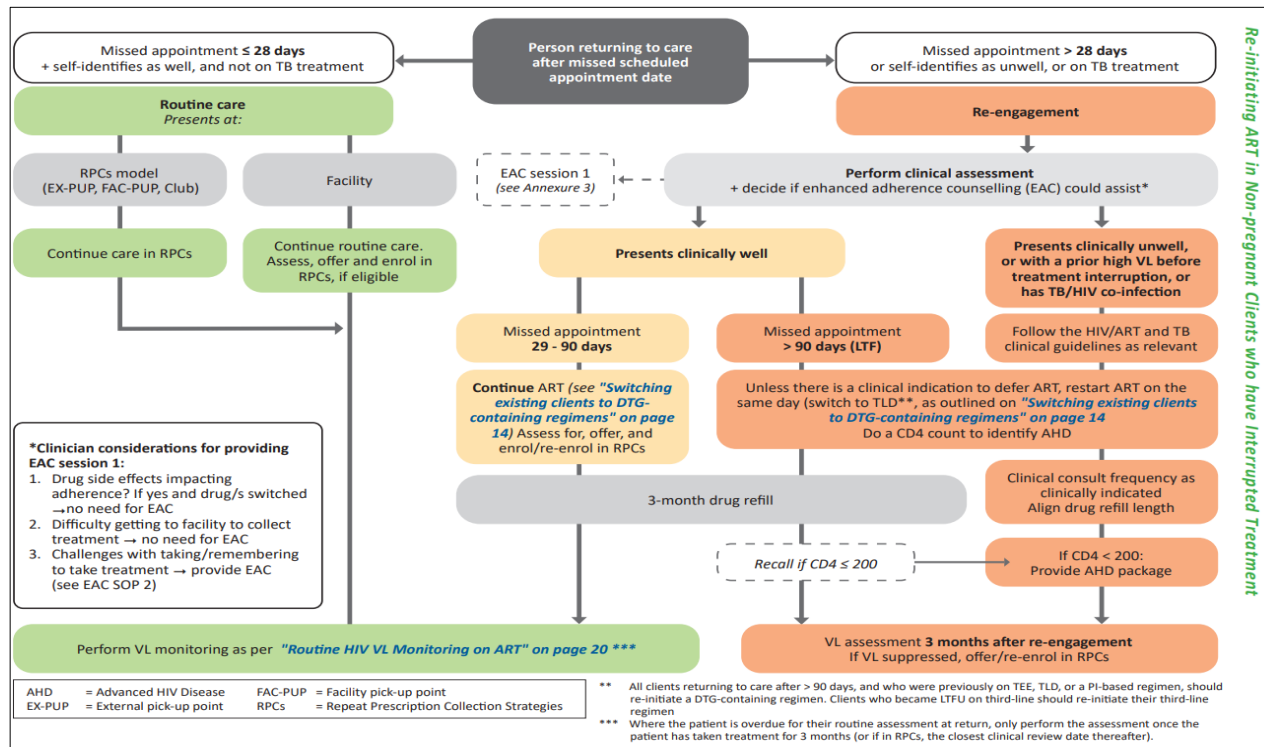 Person returning to care
after missed scheduled
appointment date
Missed appointment ≤ 28 days
+ self-identifies as well, and not on TB treatment
Routine care
Presents at:
RPCs model
(EX-PUP, FAC-PUP, Club)
Continue care in RPCs
Facility
Continue routine care.
Assess, offer and enrol in
RPCs, if eligible
Missed appointment > 28 days
or self-identifies as unwell, or on TB treatment
Re-engagement
Perform clinical assessment
+ decide if enhanced adherence counselling (EAC) could assist*
EAC session 1
(see Annexure 3)
Presents clinically well
Missed appointment
29 - 90 days
Continue ART (see "Switching
existing clients to DTG-
containing regimens" on page
14) Assess for, offer, and
enrol/re-enrol in RPCs
Missed appointment
> 90 days (LTF)
Presents clinically unwell,
or with a prior high VL before
treatment interruption, or
has TB/HIV co-infection
Follow the HIV/ART and TB
clinical guidelines as relevant
Unless there is a clinical indication to defer ART, restart ART on the
same day (switch to TLD**, as outlined on "Switching existing clients
to DTG-containing regimens" on page 14
Do a CD4 count to identify AHD
3-month drug refill
Clinical consult frequency as
clinically indicated
Align drug refill length
Recall if CD4 ≤ 200
If CD4 < 200:
Provide AHD package
*Clinician considerations for providing
EAC session 1:
1. Drug side effects impacting
adherence? If yes and drug/s switched
→no need for EAC
2. Difficulty getting to facility to collect
treatment → no need for EAC
3. Challenges with taking/remembering
to take treatment → provide EAC
(see EAC SOP 2)
Perform VL monitoring as per "Routine HIV VL Monitoring on ART" on page 20 ***
VL assessment 3 months after re-engagement
If VL suppressed, offer/re-enrol in RPCs
AHD = Advanced HIV Disease FAC-PUP = Facility pick-up point
EX-PUP = External pick-up point RPCs = Repeat Prescription Collection Strategies
** All clients returning to care after > 90 days, and who were previously on TEE, TLD, or a PI-based regimen, should
re-initiate a DTG-containing regimen. Clients who became LTFU on third-line should re-initiate their third-line
regimen
*** Where the patient is overdue for their routine assessment at return, only perform the assessment once the
patient has taken treatment for 3 months (or if in RPCs, the closest clinical review date thereafter).
Re-initiating ART in Non-pregnant Clients who have Interrupted Treatment